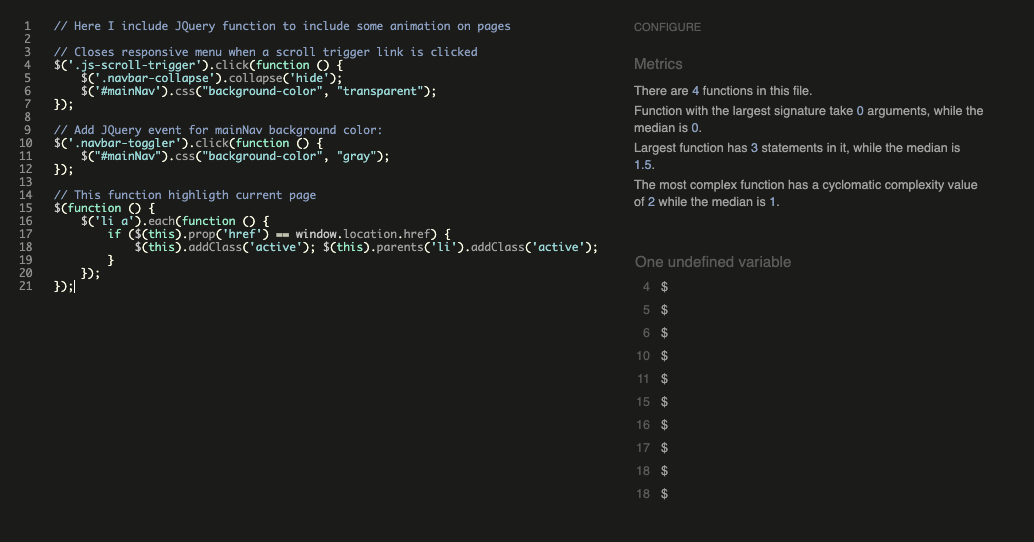 1 // Here I include JQuery function to include some animation on pages
2
3 // Closes responsive menu when a scroll trigger link is clicked
4 $('.js-scroll-trigger').click(function () {
5 $('.navbar-collapse').collapse('hide');
6 $('#mainNav').css("background-color", "transparent");
7 });
8
9 // Add JQuery event for mainNav background color:
10 $('.navbar-toggler').click(function () {
11 $("#mainNav").css("background-color", "gray");
12 });
13
14 // This function highligth current page
15 $(function () {
16 $('li a').each(function () {
17 if ($(this).prop('href') == window.location.href) {
18 $(this).addClass('active'); $(this).parents('li').addClass('active');
19 }
20 });
21 });
CONFIGURE
Metrics
There are 4 functions in this file.
Function with the largest signature take 0 arguments, while the
median is 0.
Largest function has 3 statements in it, while the median is
1.5.
The most complex function has a cyclomatic complexity value
of 2 while the median is 1.
One undefined variable
4 $
5 $
6 $
10 $
11 $
15 $
16 $
17 $
18 $
18 $